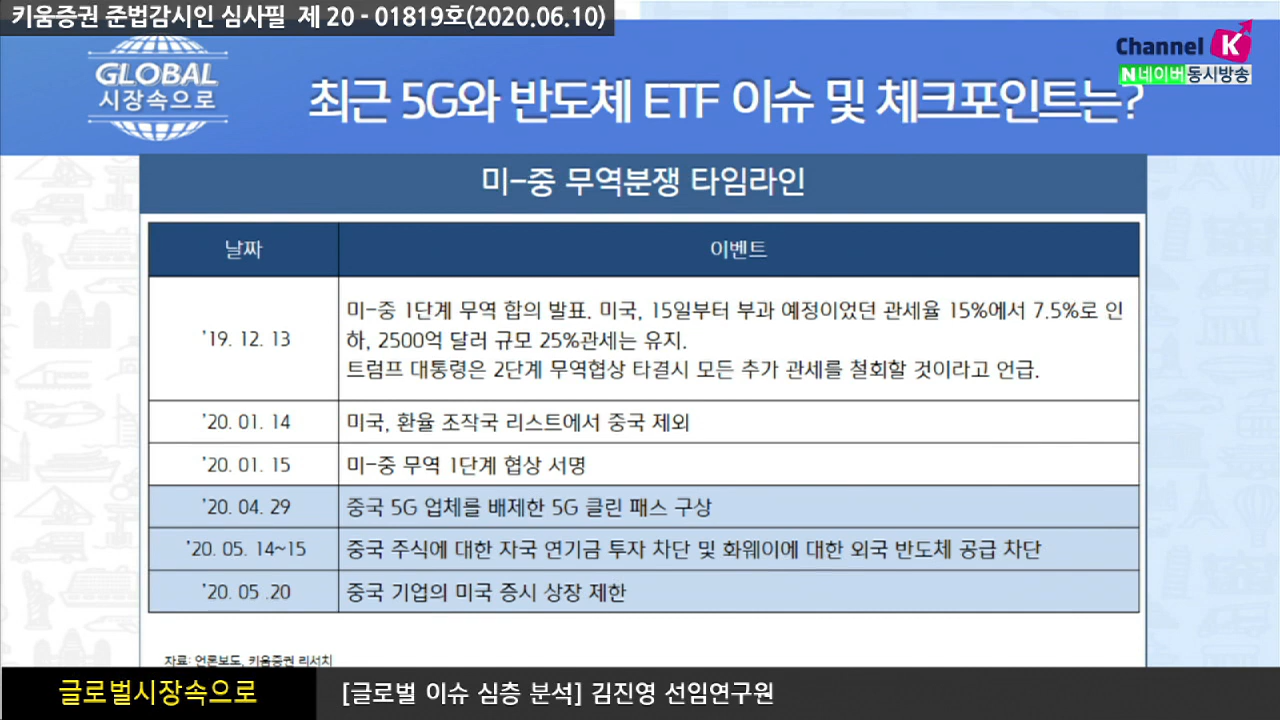 키움증권 준법감시인 심사필 제 20 - 01819호(2020.06.10)
Channel K
N네이버 동시방송
GLOBAL
시장속으로
최근 5G와 반도체 ETF 이슈 및 체크포인트는?
미-중 무역분쟁 타임라인
날짜 이벤트
'19. 12. 13 미-중 1단계 무역 합의 발표. 미국, 15일부터 부과 예정이었던 관세율 15%에서 7.5%로 인
하, 2500억 달러 규모 25%관세는 유지.
트럼프 대통령은 2단계 무역협상 타결시 모든 추가 관세를 철회할 것이라고 언급.
'20. 01. 14 미국, 환율 조작국 리스트에서 중국 제외
'20. 01. 15 미-중 무역 1단계 협상 서명
'20. 04. 29 중국 5G 업체를 배제한 5G 클린 패스 구상
'20. 05. 14~15 중국 주식에 대한 자국 연기금 투자 차단 및 화웨이에 대한 외국 반도체 공급 차단
'20. 05 .20 중국 기업의 미국 증시 상장 제한
자료: 언론보도, 키움증권 리서치
글로벌시장속으로
[글로벌 이슈 심층 분석] 김진영 선임연구원